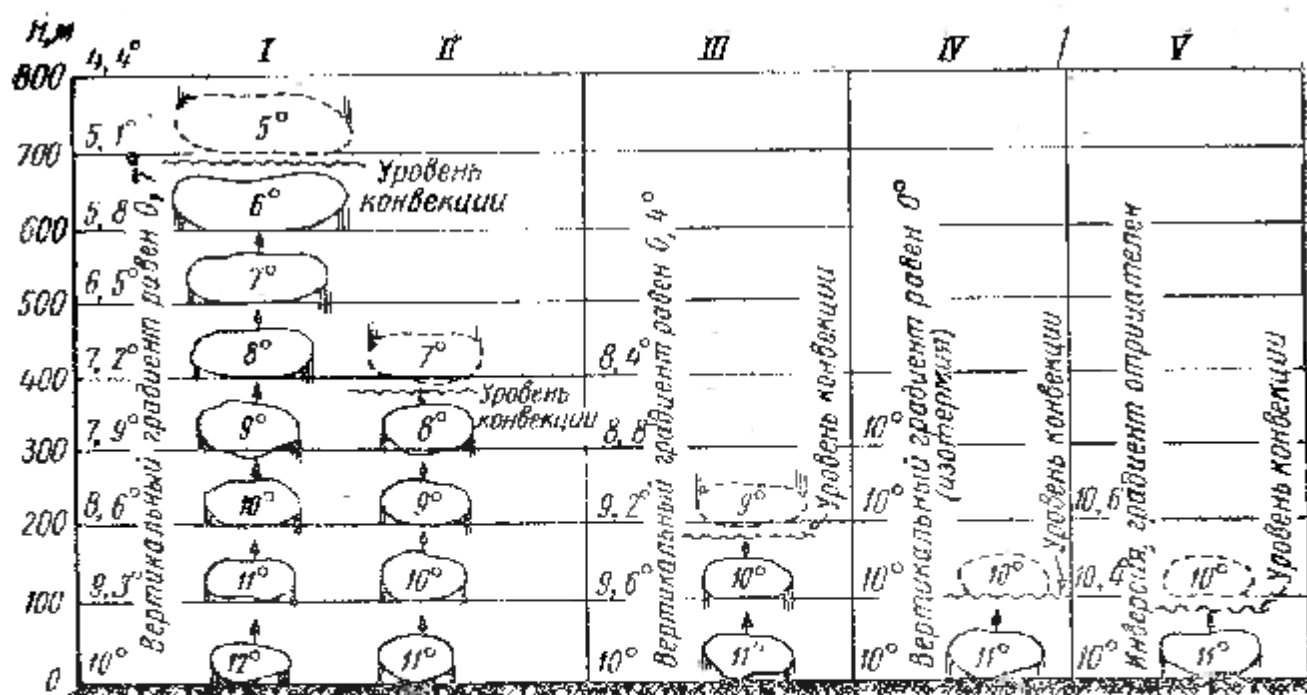 Н,м
I II III IV V
4,4°
800
5° 5,1°
700
Уровень
конвекции
6° 5,8
600
7° 6,5°
500
8° 7° 7,2° 8,4°
400
Уровень
конвекции
9° 8° 7,9° 8,8° 10°
300
10° 9° 8,6° 9,2° 9° 10° 10,6
200
11° 10° 9,3° 9,6° 10° 10° 10° 10,4° 10°
100
10° 12° 11° 10° 11° 10° 11° 10° 11°
0
Вертикальный градиент равен 0,7°
Вертикальный градиент равен 0,4°
Уровень конвекции
Вертикальный градиент равен 0°
(изотермия)
Уровень конвекции
Инверсия, градиент отрицателен
Уровень конвекции